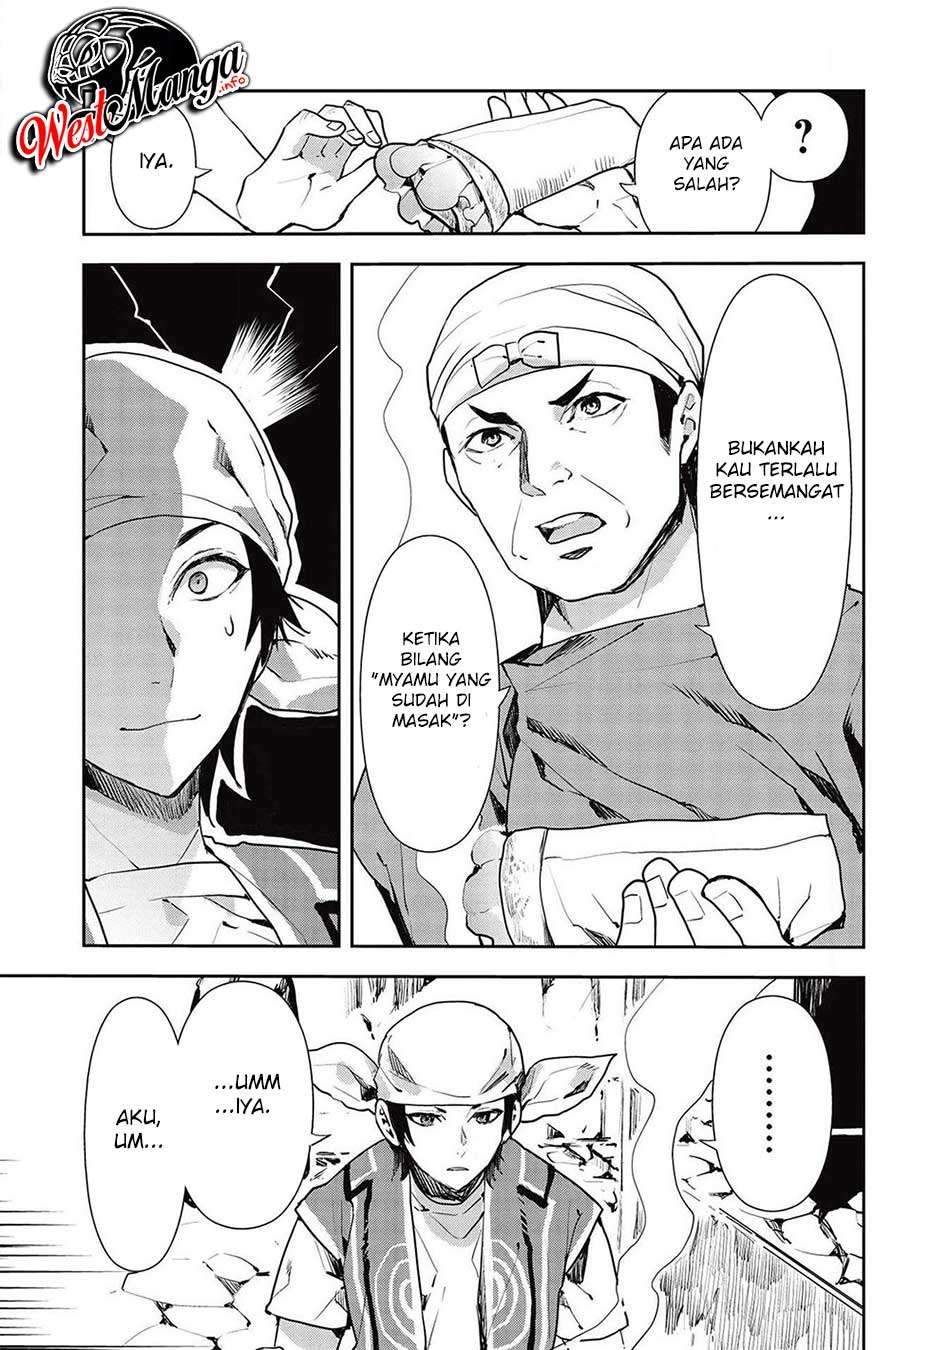 WestManga
.info
?
APA ADA
YANG
SALAH?
IYA.
BUKANKAH
KAU TERLALU
BERSEMANGAT
...
KETIKA
BILANG
"MYAMU YANG
SUDAH DI
MASAK"?
........
...UMM
...IYA.
AKU,
UM...